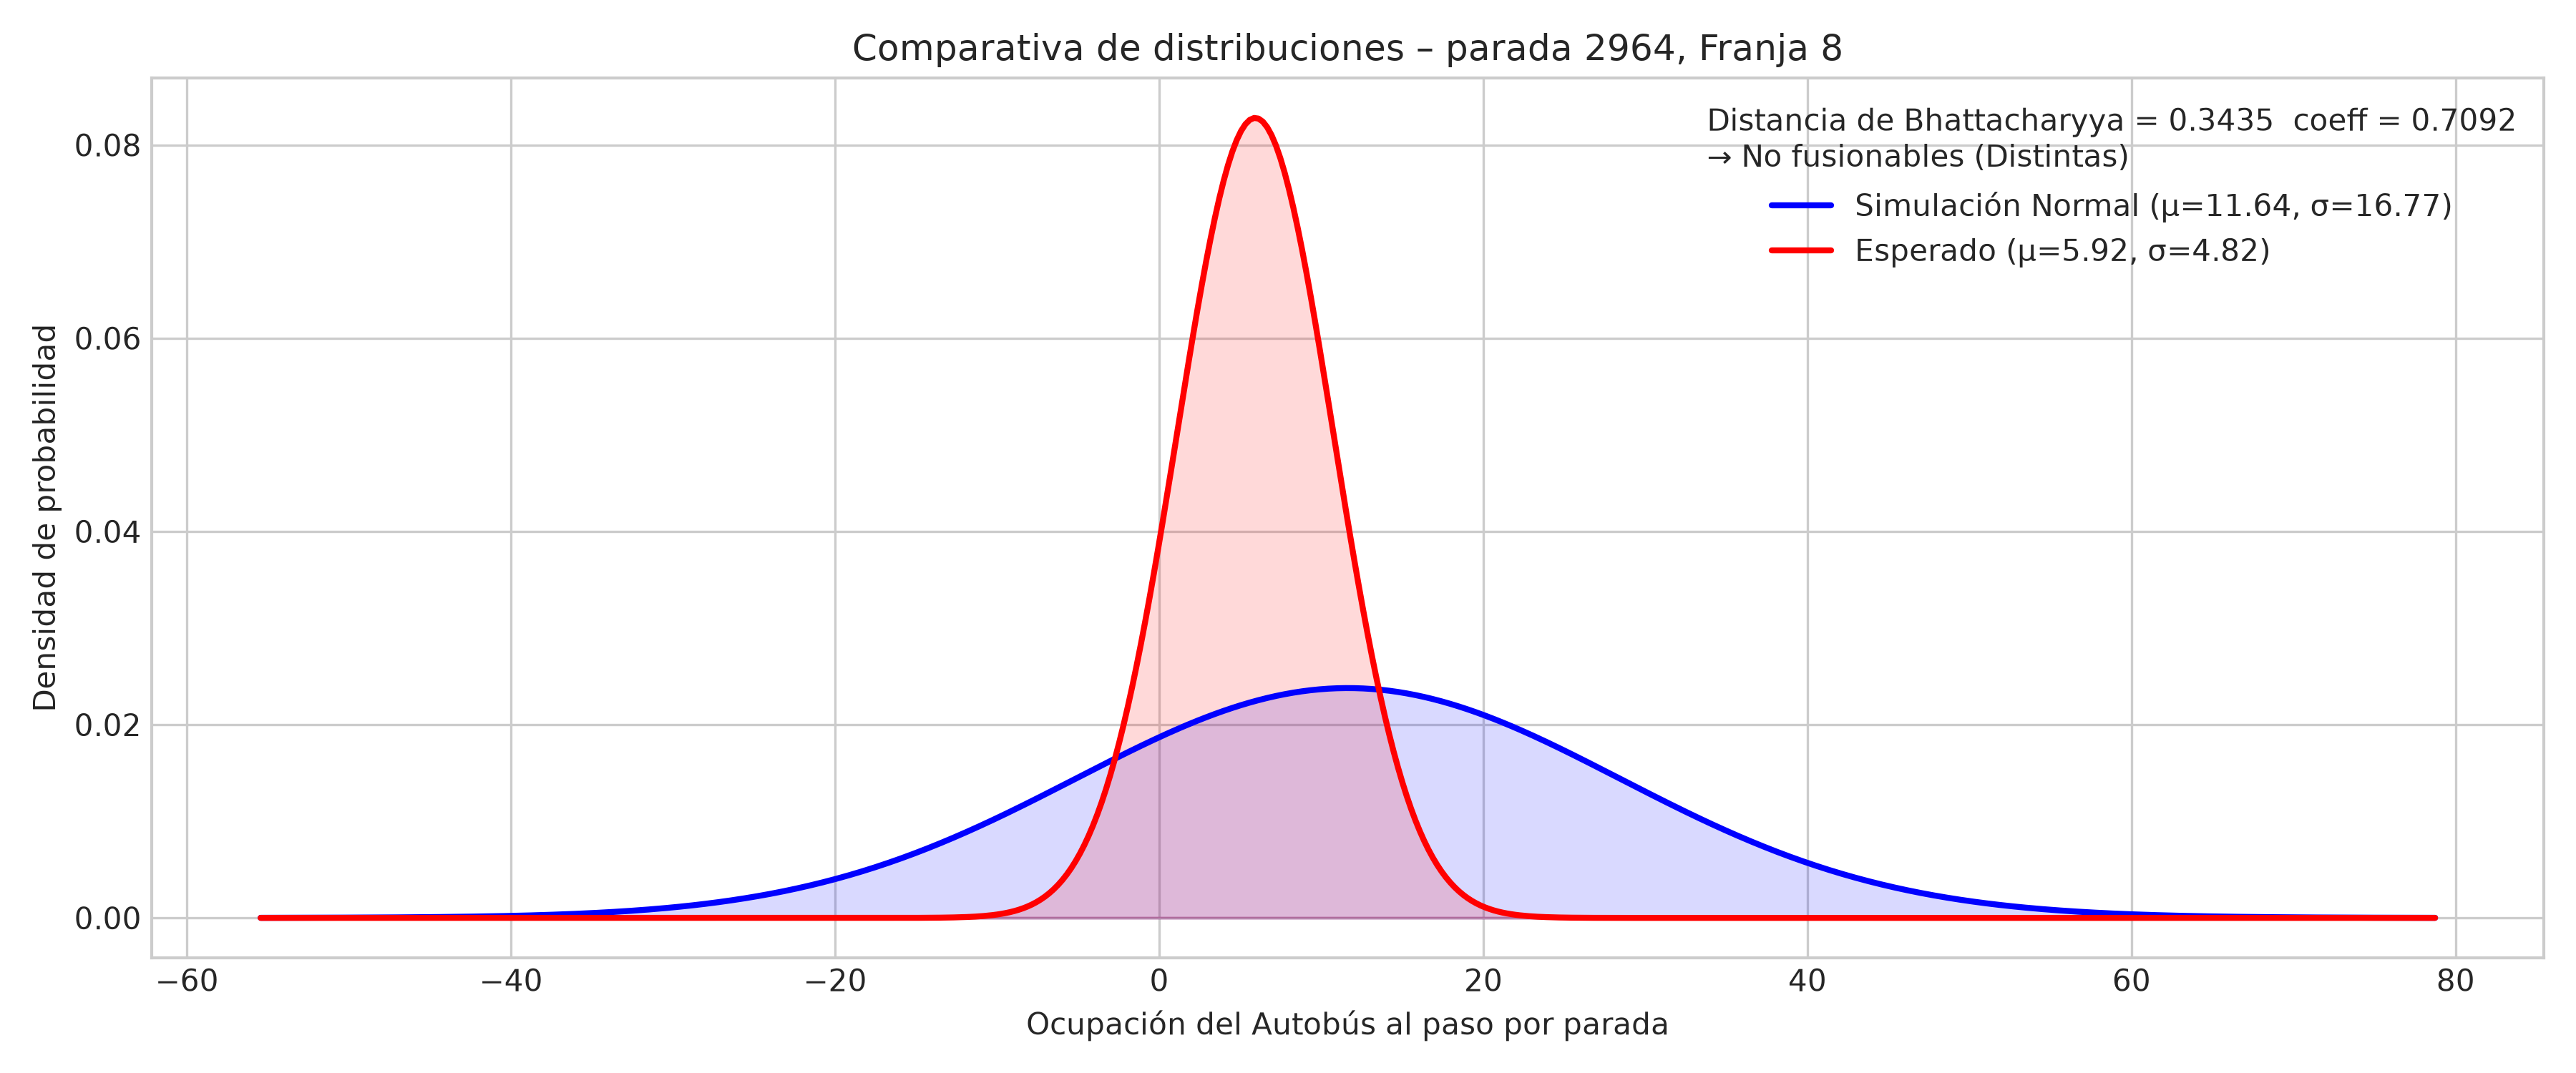 Comparativa de distribuciones – parada 2964, Franja 8
Distancia de Bhattacharyya = 0.3435  coeff = 0.7092
→ No fusionables (Distintas)
Simulación Normal (μ=11.64, σ=16.77)
Esperado (μ=5.92, σ=4.82)
Densidad de probabilidad
0.08
0.06
0.04
0.02
0.00
−60 −40 −20 0 20 40 60 80
Ocupación del Autobús al paso por parada